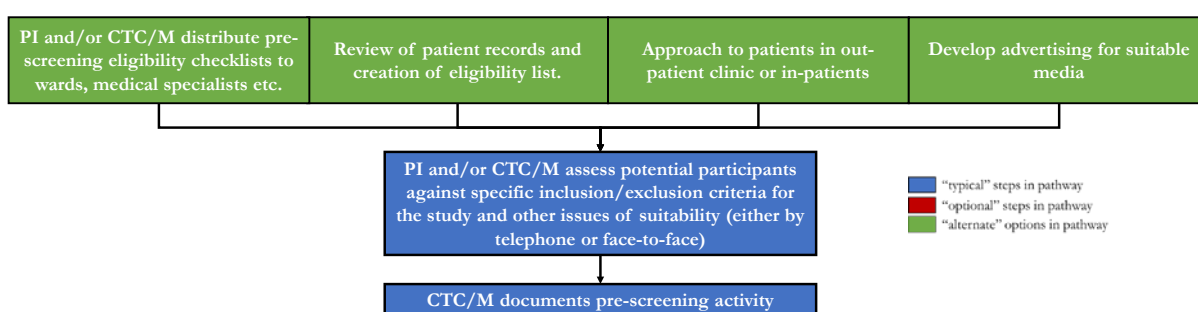 PI and/or CTC/M distribute pre-
screening eligibility checklists to
wards, medical specialists etc.
Review of patient records and
creation of eligibility list.
Approach to patients in out-
patient clinic or in-patients
Develop advertising for suitable
media
PI and/or CTC/M assess potential participants
against specific inclusion/exclusion criteria for
the study and other issues of suitability (either by
telephone or face-to-face)
"typical" steps in pathway
"optional" steps in pathway
"alternate" options in pathway
CTC/M documents pre-screening activity